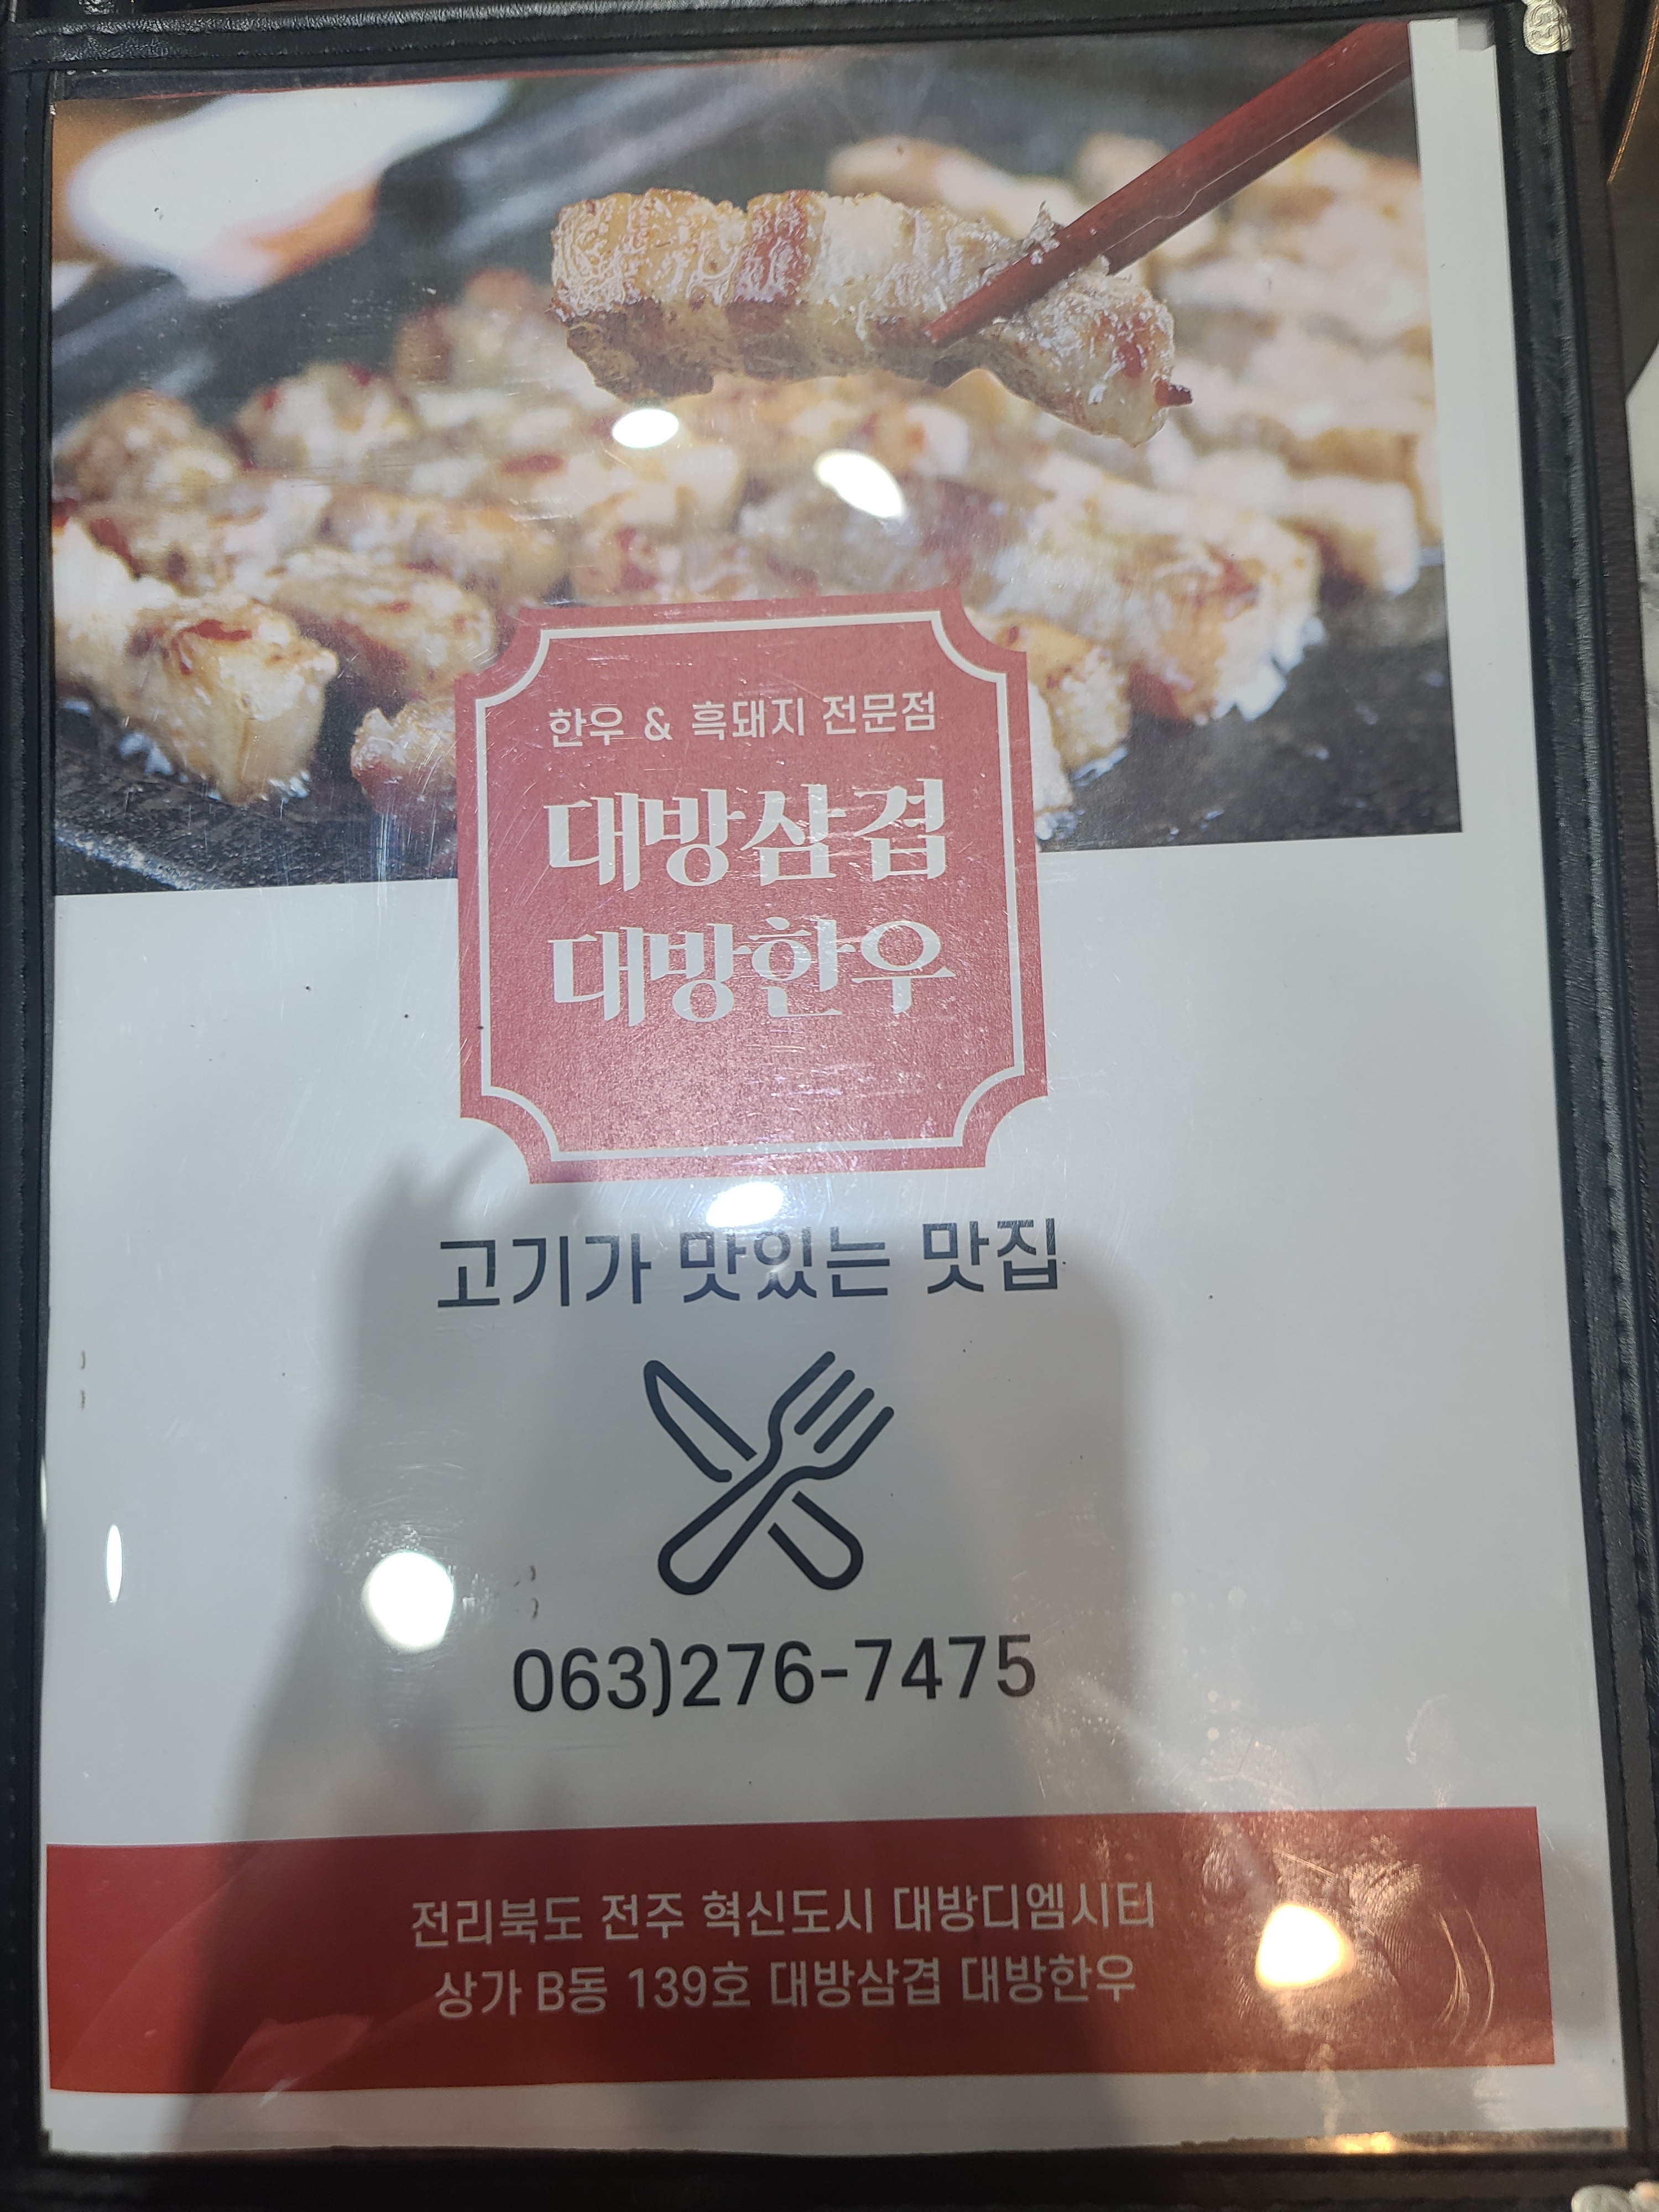 한우 & 흑돼지 전문점
대방삼겹
대방한우
고기가 맛있는 맛집
063)276-7475
전리북도 전주 혁신도시 대방디엠시티
상가 B동 139호 대방삼겹 대방한우